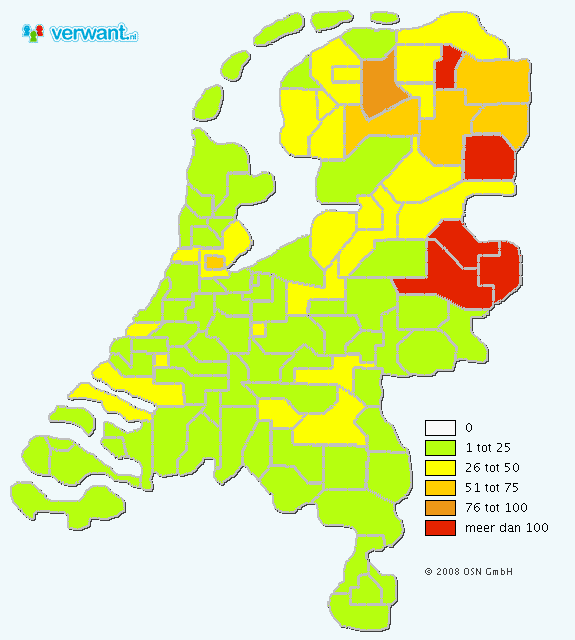 verwant.nl
0
1 tot 25
26 tot 50
51 tot 75
76 tot 100
meer dan 100
© 2008 OSN GmbH